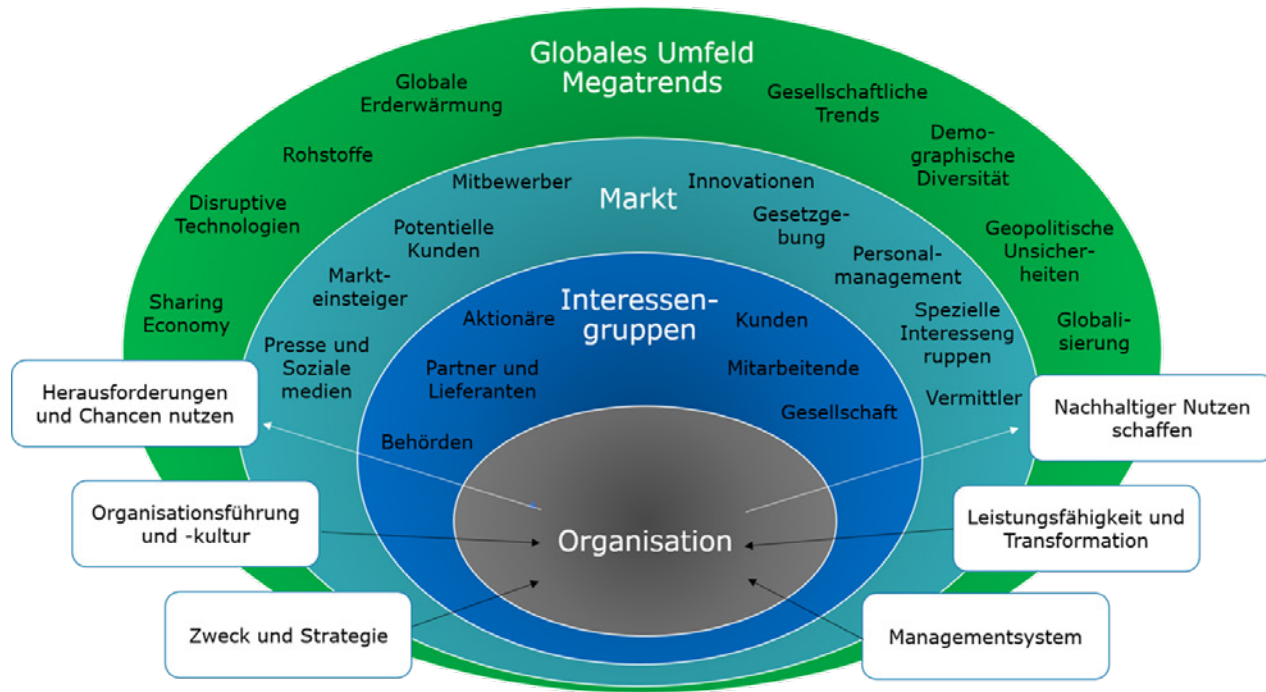 Globales Umfeld
Megatrends
Globale
Erderwärmung
Gesellschaftliche
Trends
Rohstoffe
Demo-
graphische
Diversität
Disruptive
Technologien
Geopolitische
Unsicher-
heiten
Sharing
Economy
Globali-
sierung
Markt
Mitbewerber
Innovationen
Potentielle
Kunden
Gesetzge-
bung
Markt-
einsteiger
Personal-
management
Presse und
Soziale
medien
Spezielle
Interesseng
ruppen
Vermittler
Interessen-
gruppen
Aktionäre
Kunden
Partner und
Lieferanten
Mitarbeitende
Behörden
Gesellschaft
Organisation
Herausforderungen
und Chancen nutzen
Nachhaltiger Nutzen
schaffen
Organisationsführung
und -kultur
Leistungsfähigkeit und
Transformation
Zweck und Strategie
Managementsystem